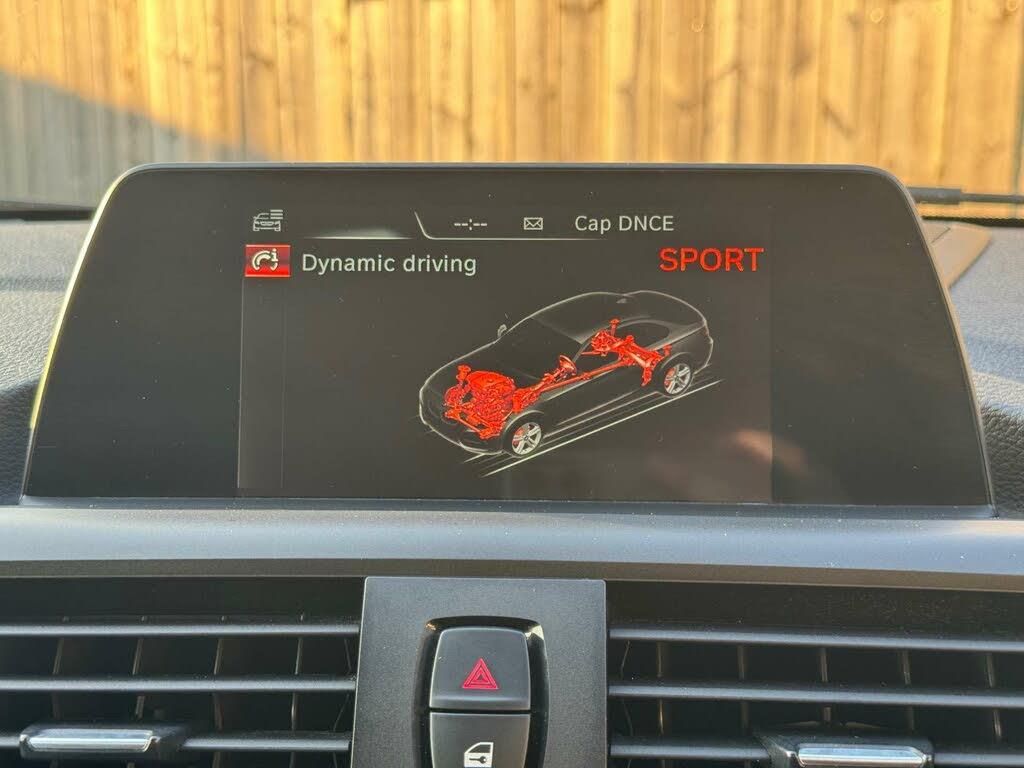 --:-- Cap DNCE
Dynamic driving SPORT